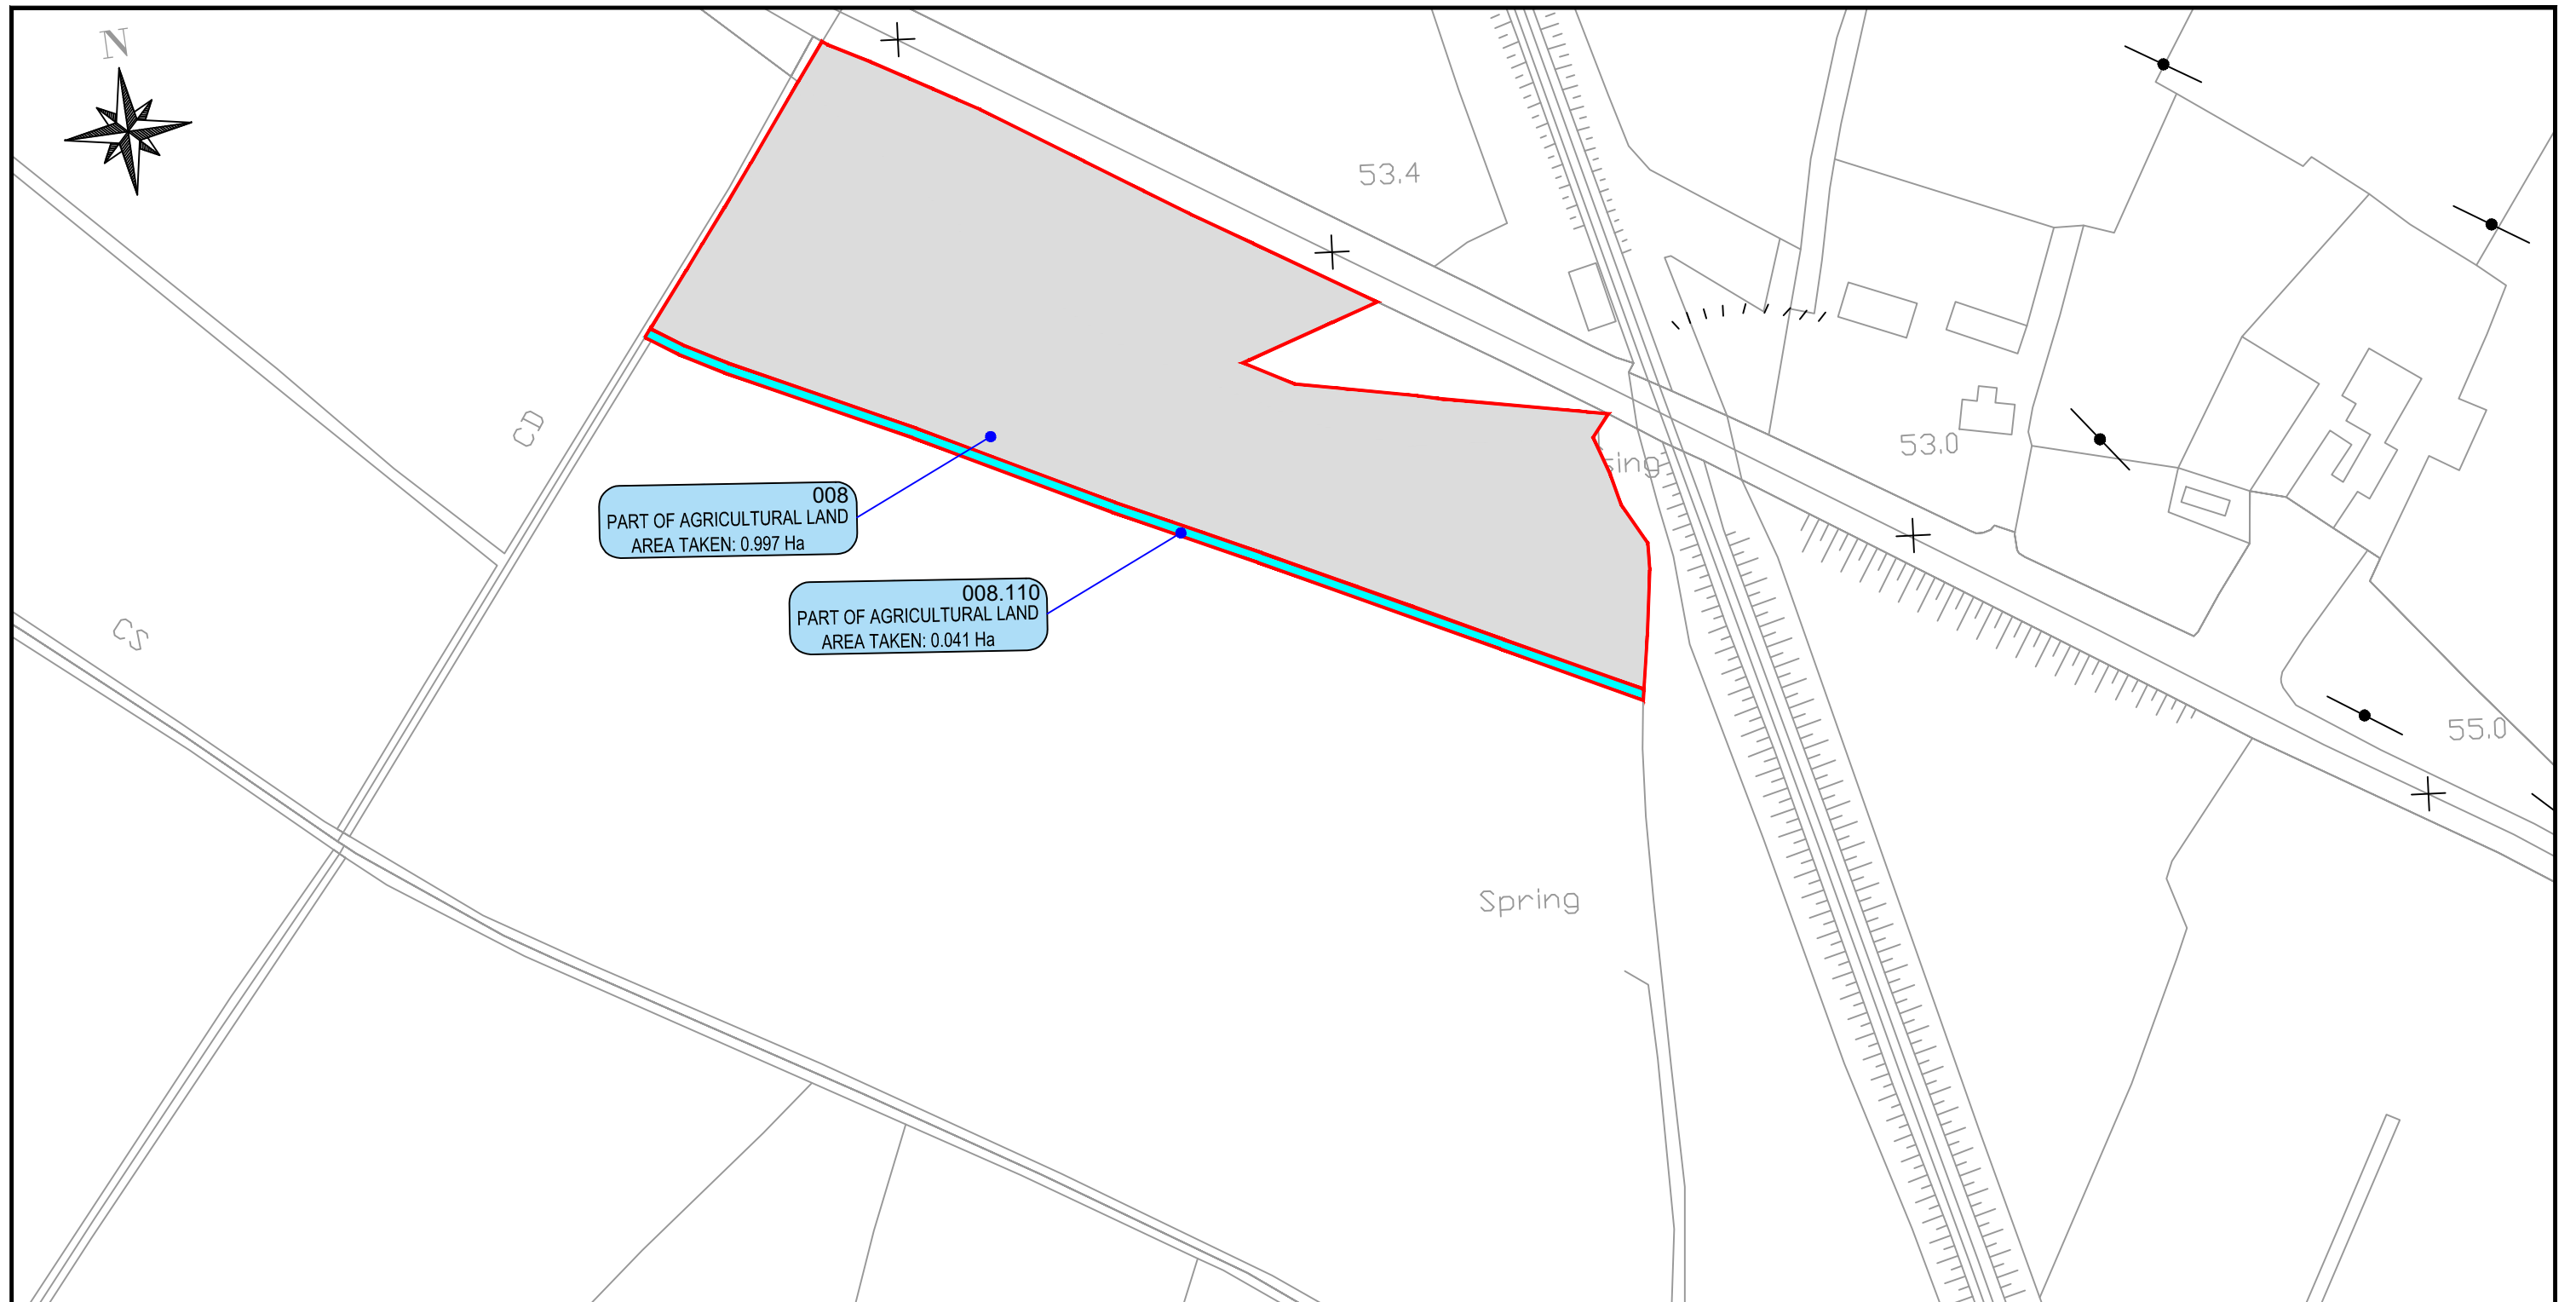 N
53.4
CD
53.0
008
PART OF AGRICULTURAL LAND
AREA TAKEN: 0.997 Ha
008.110
PART OF AGRICULTURAL LAND
AREA TAKEN: 0.041 Ha
CS
55.0
Spring